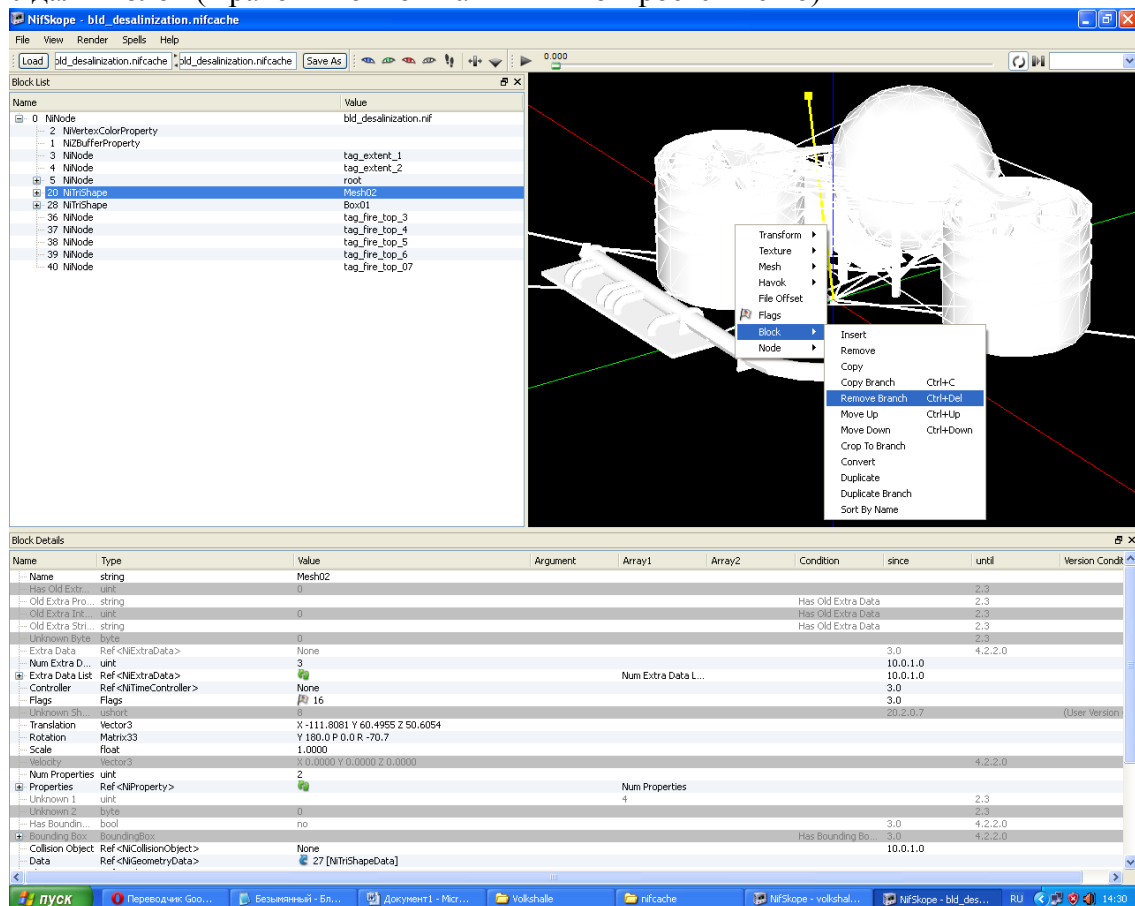 NifSkope - bld_desalinization.nifcache
File View Render Spells Help
Load bld_desalinization.nifcache bld_desalinization.nifcache Save As 0.000
Block List
Name Value
0 NiNode bld_desalinization.nif
2 NiVertexColorProperty
1 NiZBufferProperty
3 NiNode tag_extent_1
4 NiNode tag_extent_2
5 NiNode root
20 NiTriShape Mesh02
28 NiTriShape Box01
36 NiNode tag_fire_top_3
37 NiNode tag_fire_top_4
38 NiNode tag_fire_top_5
39 NiNode tag_fire_top_6
40 NiNode tag_fire_top_07
Transform
Texture
Mesh
Havok
File Offset
Flags
Block
Node
Insert
Remove
Copy
Copy Branch Ctrl+C
Remove Branch Ctrl+Del
Move Up Ctrl+Up
Move Down Ctrl+Down
Crop To Branch
Convert
Duplicate
Duplicate Branch
Sort By Name
Block Details
Name Type Value Argument Array1 Array2 Condition since until Version Condit
Name string Mesh02
Has Old Extr... uint 0 2.3
Old Extra Pro... string Has Old Extra Data 2.3
Old Extra Int... uint 0 Has Old Extra Data 2.3
Old Extra Stri... string Has Old Extra Data 2.3
Unknown Byte byte 0 2.3
Extra Data Ref<NiExtraData> None 3.0 4.2.2.0
Num Extra D... uint 3 10.0.1.0
Extra Data List Ref<NiExtraData> Num Extra Data L... 10.0.1.0
Controller Ref<NiTimeController> None 3.0
Flags Flags 16 3.0
Unknown Sh... ushort 8 20.2.0.7 (User Version
Translation Vector3 X -111.8081 Y 60.4955 Z 50.6054
Rotation Matrix33 Y 180.0 P 0.0 R -70.7
Scale float 1.0000
Velocity Vector3 X 0.0000 Y 0.0000 Z 0.0000 4.2.2.0
Num Properties uint 2
Properties Ref<NiProperty> Num Properties
Unknown 1 uint 4 2.3
Unknown 2 byte 0 2.3
Has Boundin... bool no 3.0 4.2.2.0
Bounding Box BoundingBox Has Bounding Bo... 3.0 4.2.2.0
Collision Object Ref<NiCollisionObject> None 10.0.1.0
Data Ref<NiGeometryData> 27 [NiTriShapeData]
пуск Переводчик Goo... Безымянный - Бл... Документ1 - Micr... Volkshalle nifcache NifSkope - volkshal... NifSkope - bld_des... RU 14:30